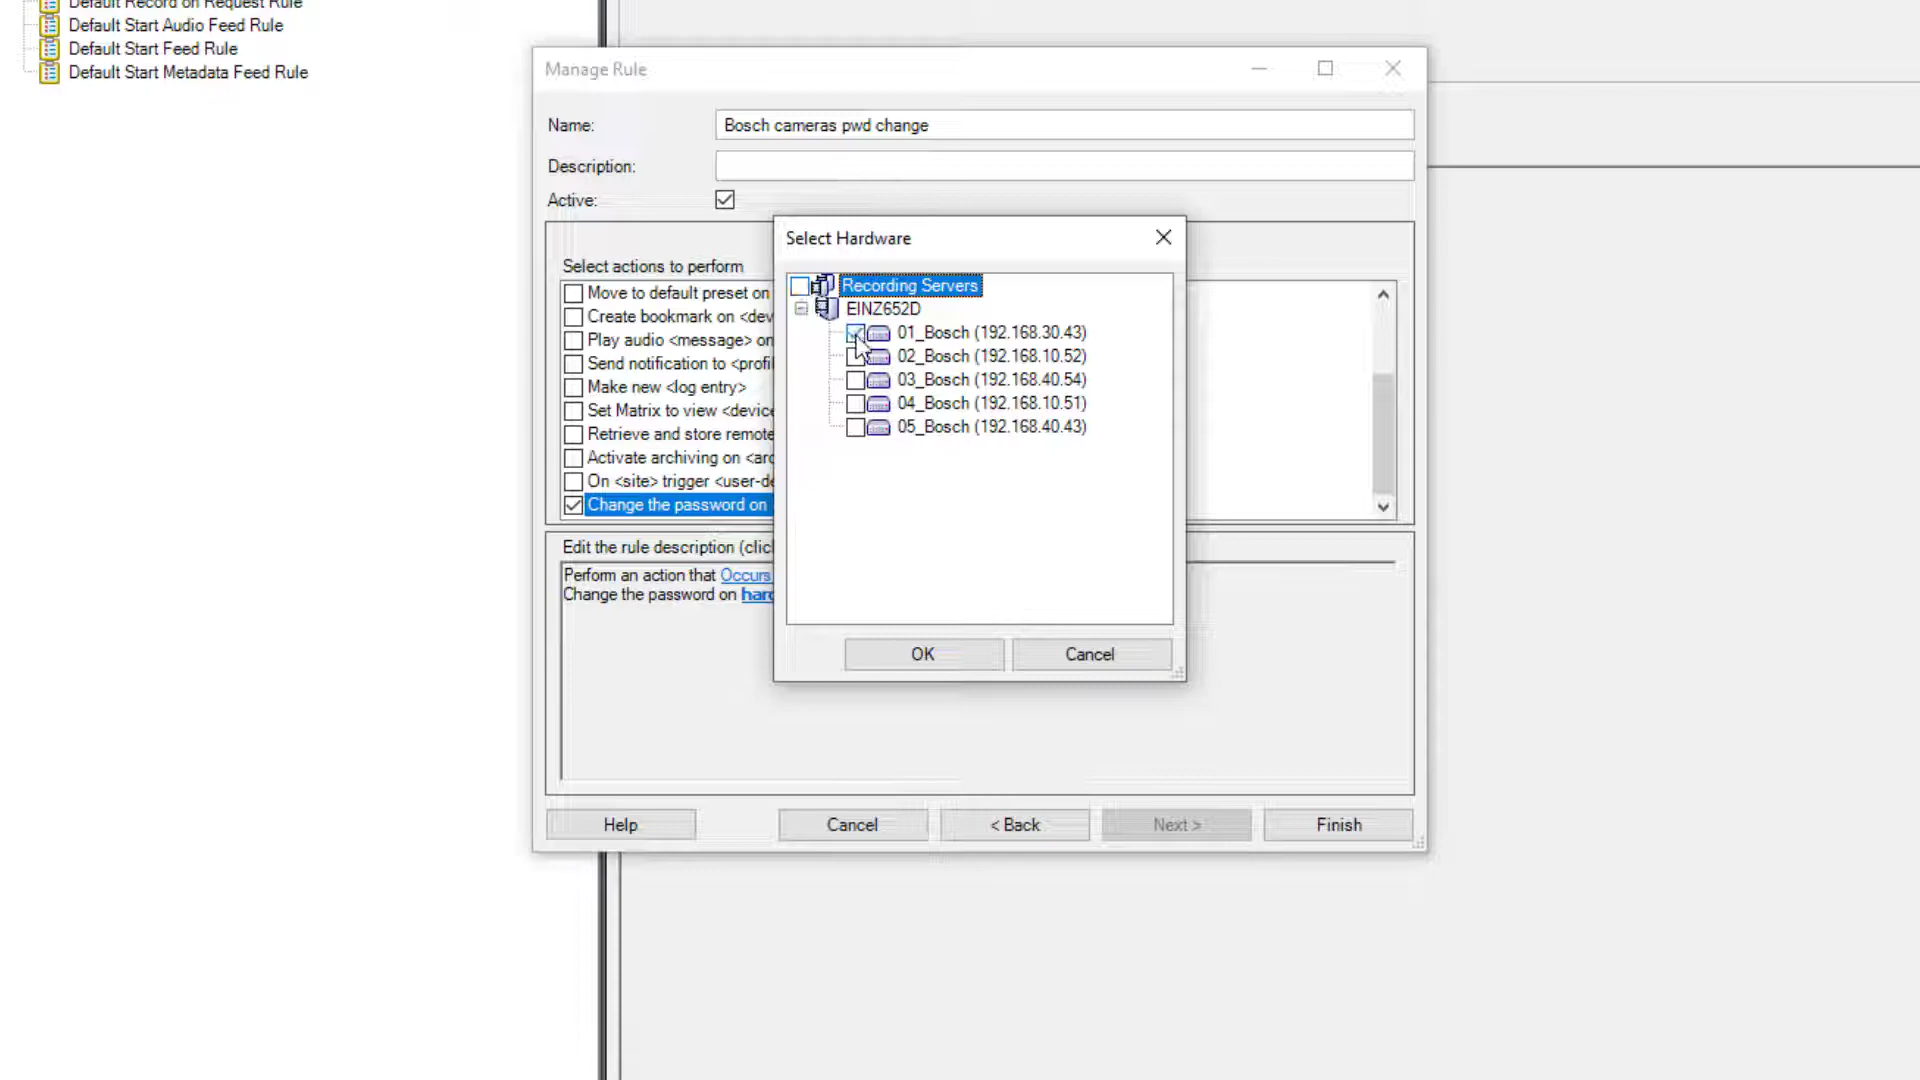 Default Record on Request Rule
Default Start Audio Feed Rule
Default Start Feed Rule
Default Start Metadata Feed Rule
Manage Rule
Name:
Bosch cameras pwd change
Description:
Active:
Select actions to perform
Move to default preset on
Create bookmark on <dev
Play audio <message> on
Send notification to <profi
Make new <log entry>
Set Matrix to view <device
Retrieve and store remote
Activate archiving on <arc
On <site> trigger <user-de
Change the password on
Select Hardware
Recording Servers
EINZ652D
01_Bosch (192.168.30.43)
02_Bosch (192.168.10.52)
03_Bosch (192.168.40.54)
04_Bosch (192.168.10.51)
05_Bosch (192.168.40.43)
OK
Cancel
Edit the rule description (clic
Perform an action that Occurs
Change the password on hard
Help
Cancel
< Back
Next >
Finish